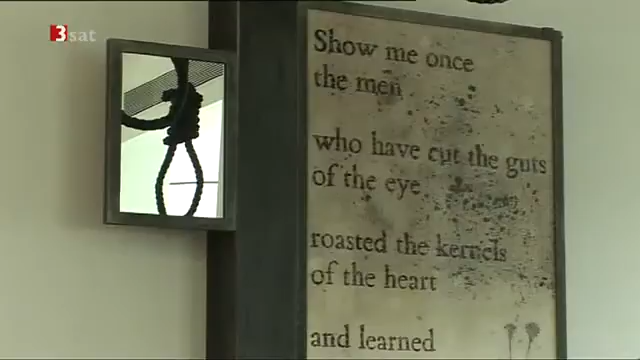 3sat
Show me once
the men
who have cut the guts
of the eye
roasted the kernels
of the heart
and learned